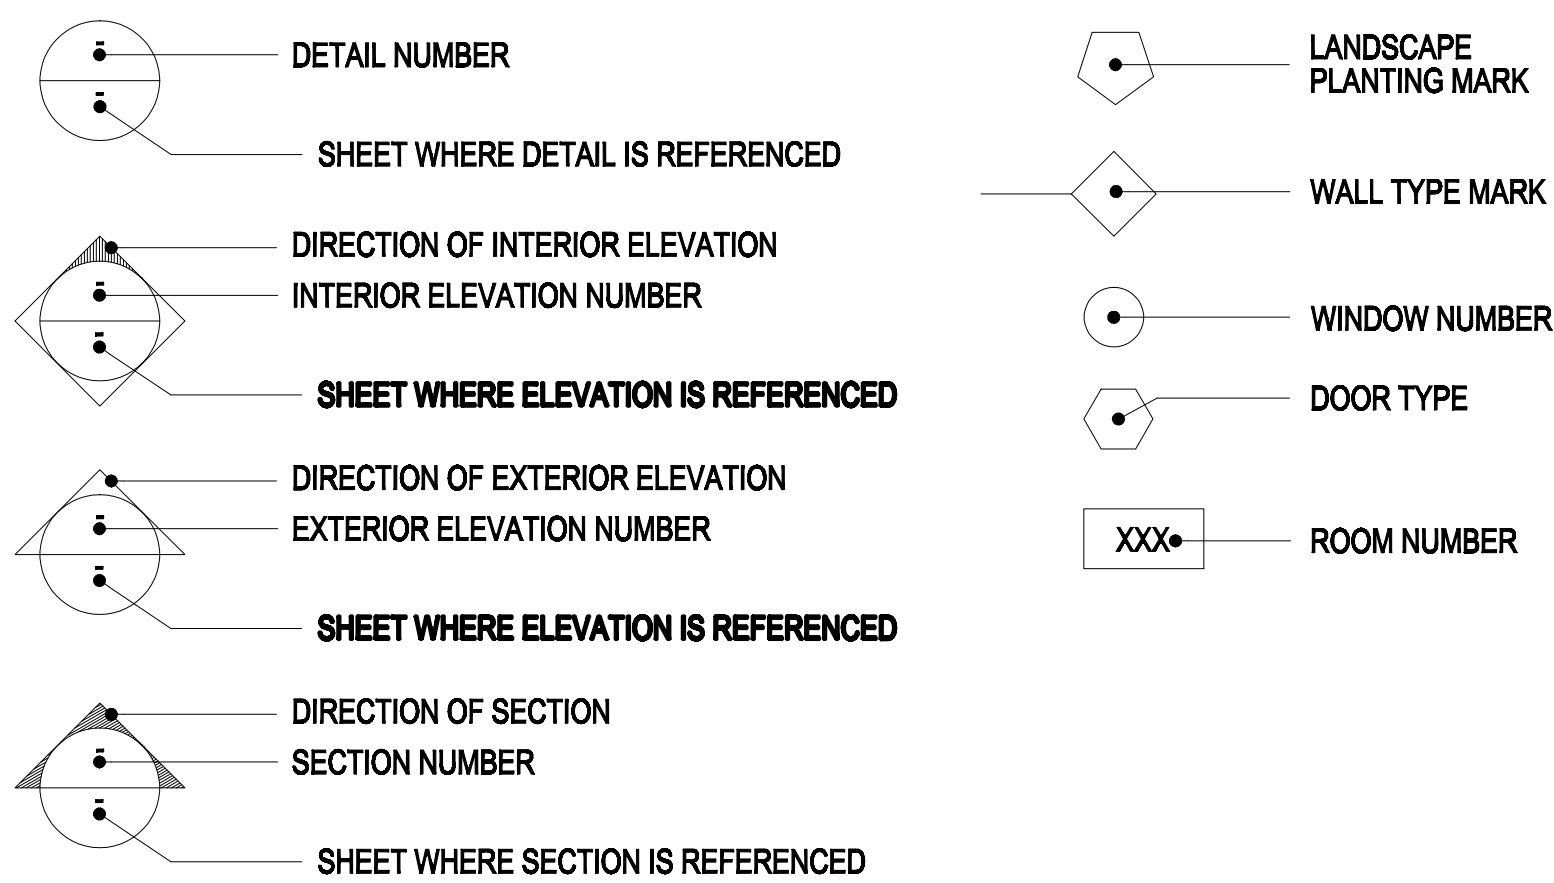 DETAIL NUMBER
SHEET WHERE DETAIL IS REFERENCED
DIRECTION OF INTERIOR ELEVATION
INTERIOR ELEVATION NUMBER
SHEET WHERE ELEVATION IS REFERENCED
DIRECTION OF EXTERIOR ELEVATION
EXTERIOR ELEVATION NUMBER
SHEET WHERE ELEVATION IS REFERENCED
DIRECTION OF SECTION
SECTION NUMBER
SHEET WHERE SECTION IS REFERENCED
LANDSCAPE
PLANTING MARK
WALL TYPE MARK
WINDOW NUMBER
DOOR TYPE
XXX
ROOM NUMBER